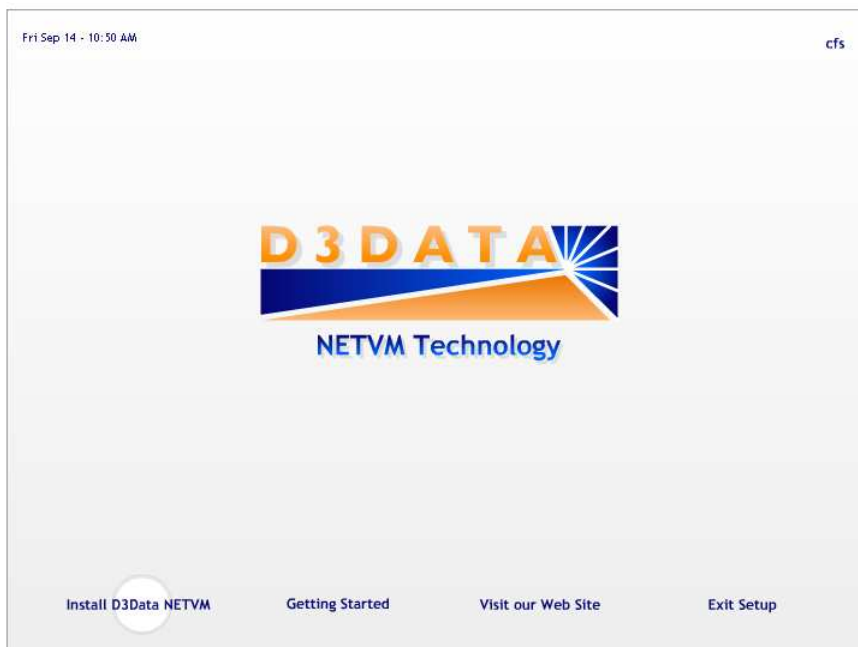 Fri Sep 14 - 10:50 AM
cfs
D3DATA
NETVM Technology
Install D3Data NETVM
Getting Started
Visit our Web Site
Exit Setup